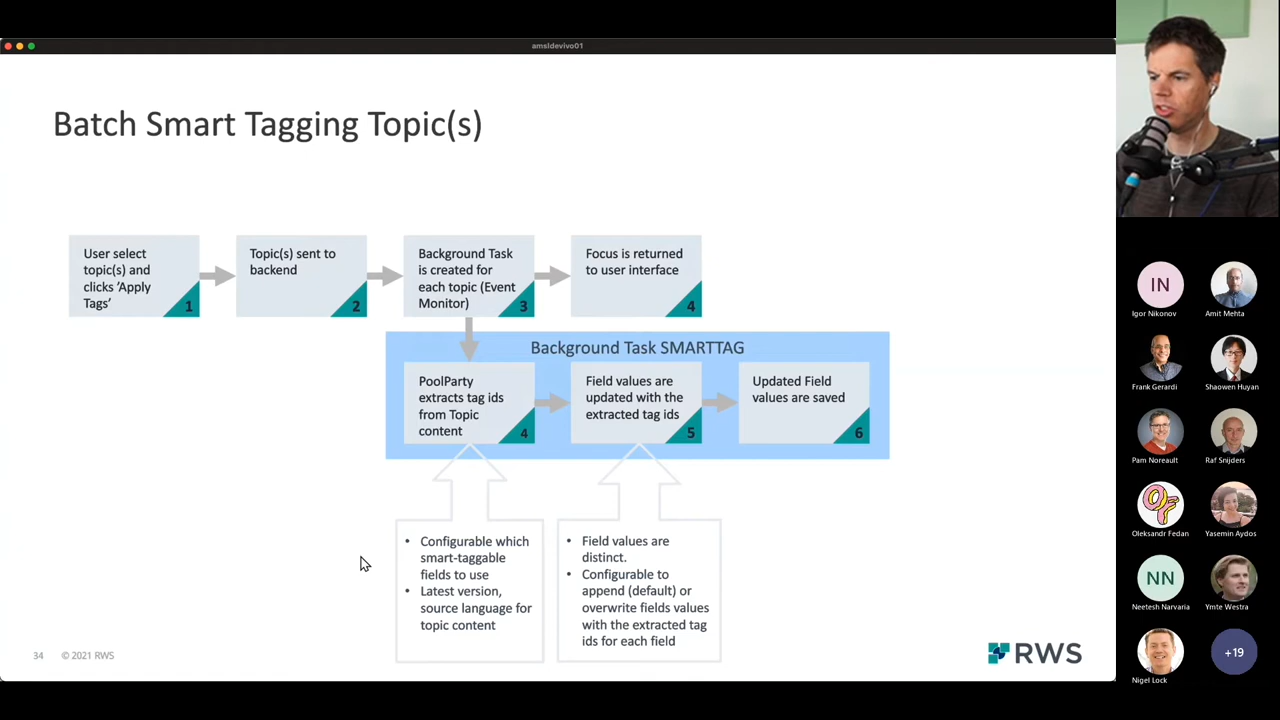 amsldevivo01
Batch Smart Tagging Topic(s)
User select
topic(s) and
clicks ‘Apply
Tags’
1
Topic(s) sent to
backend
2
Background Task
is created for
each topic (Event
Monitor)
3
Focus is returned
to user interface
4
Background Task SMARTTAG
PoolParty
extracts tag ids
from Topic
content
4
Field values are
updated with the
extracted tag ids
5
Updated Field
values are saved
6
• Configurable which
smart-taggable
fields to use
• Latest version,
source language for
topic content
• Field values are
distinct.
• Configurable to
append (default) or
overwrite fields values
with the extracted tag
ids for each field
34
© 2021 RWS
RWS
IN
Igor Nikonov
Amit Mehta
Frank Gerardi
Shaowen Huyan
Pam Noreault
Raf Snijders
OF
Oleksandr Fedan
Yasemin Aydos
NN
Neetesh Narvaria
Ymte Westra
Nigel Lock
+19